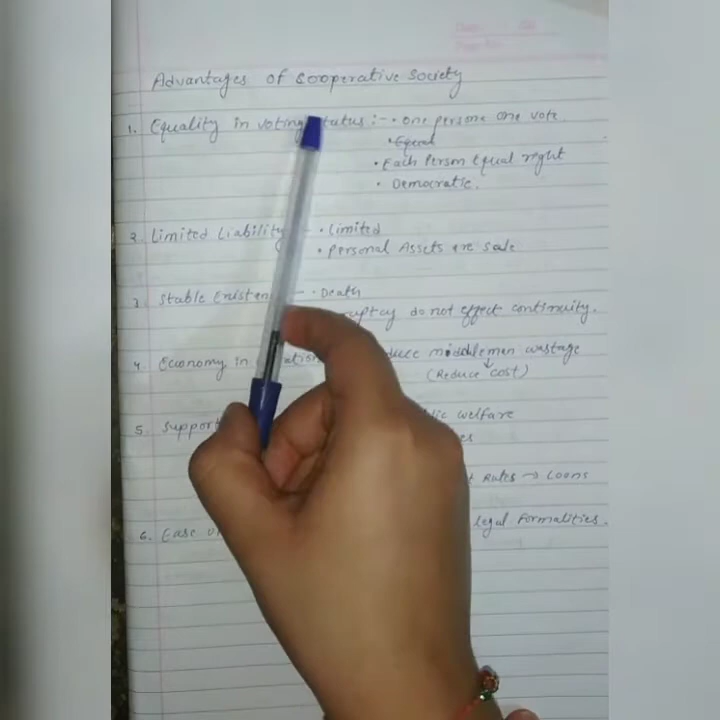 Advantages of Cooperative Society
1. Equality in voting status :- • One persone one vote
• Equal
• Each Person Equal right
• Democratic.
2. Limited Liability - • Limited
• Personal Assets are safe
3. Stable - • Death
do not effect continuity.
4. Economy in middlemen wastage
(Reduce cost)
5. Support welfare
Rates → Loans
6. Ease legal Formalities.